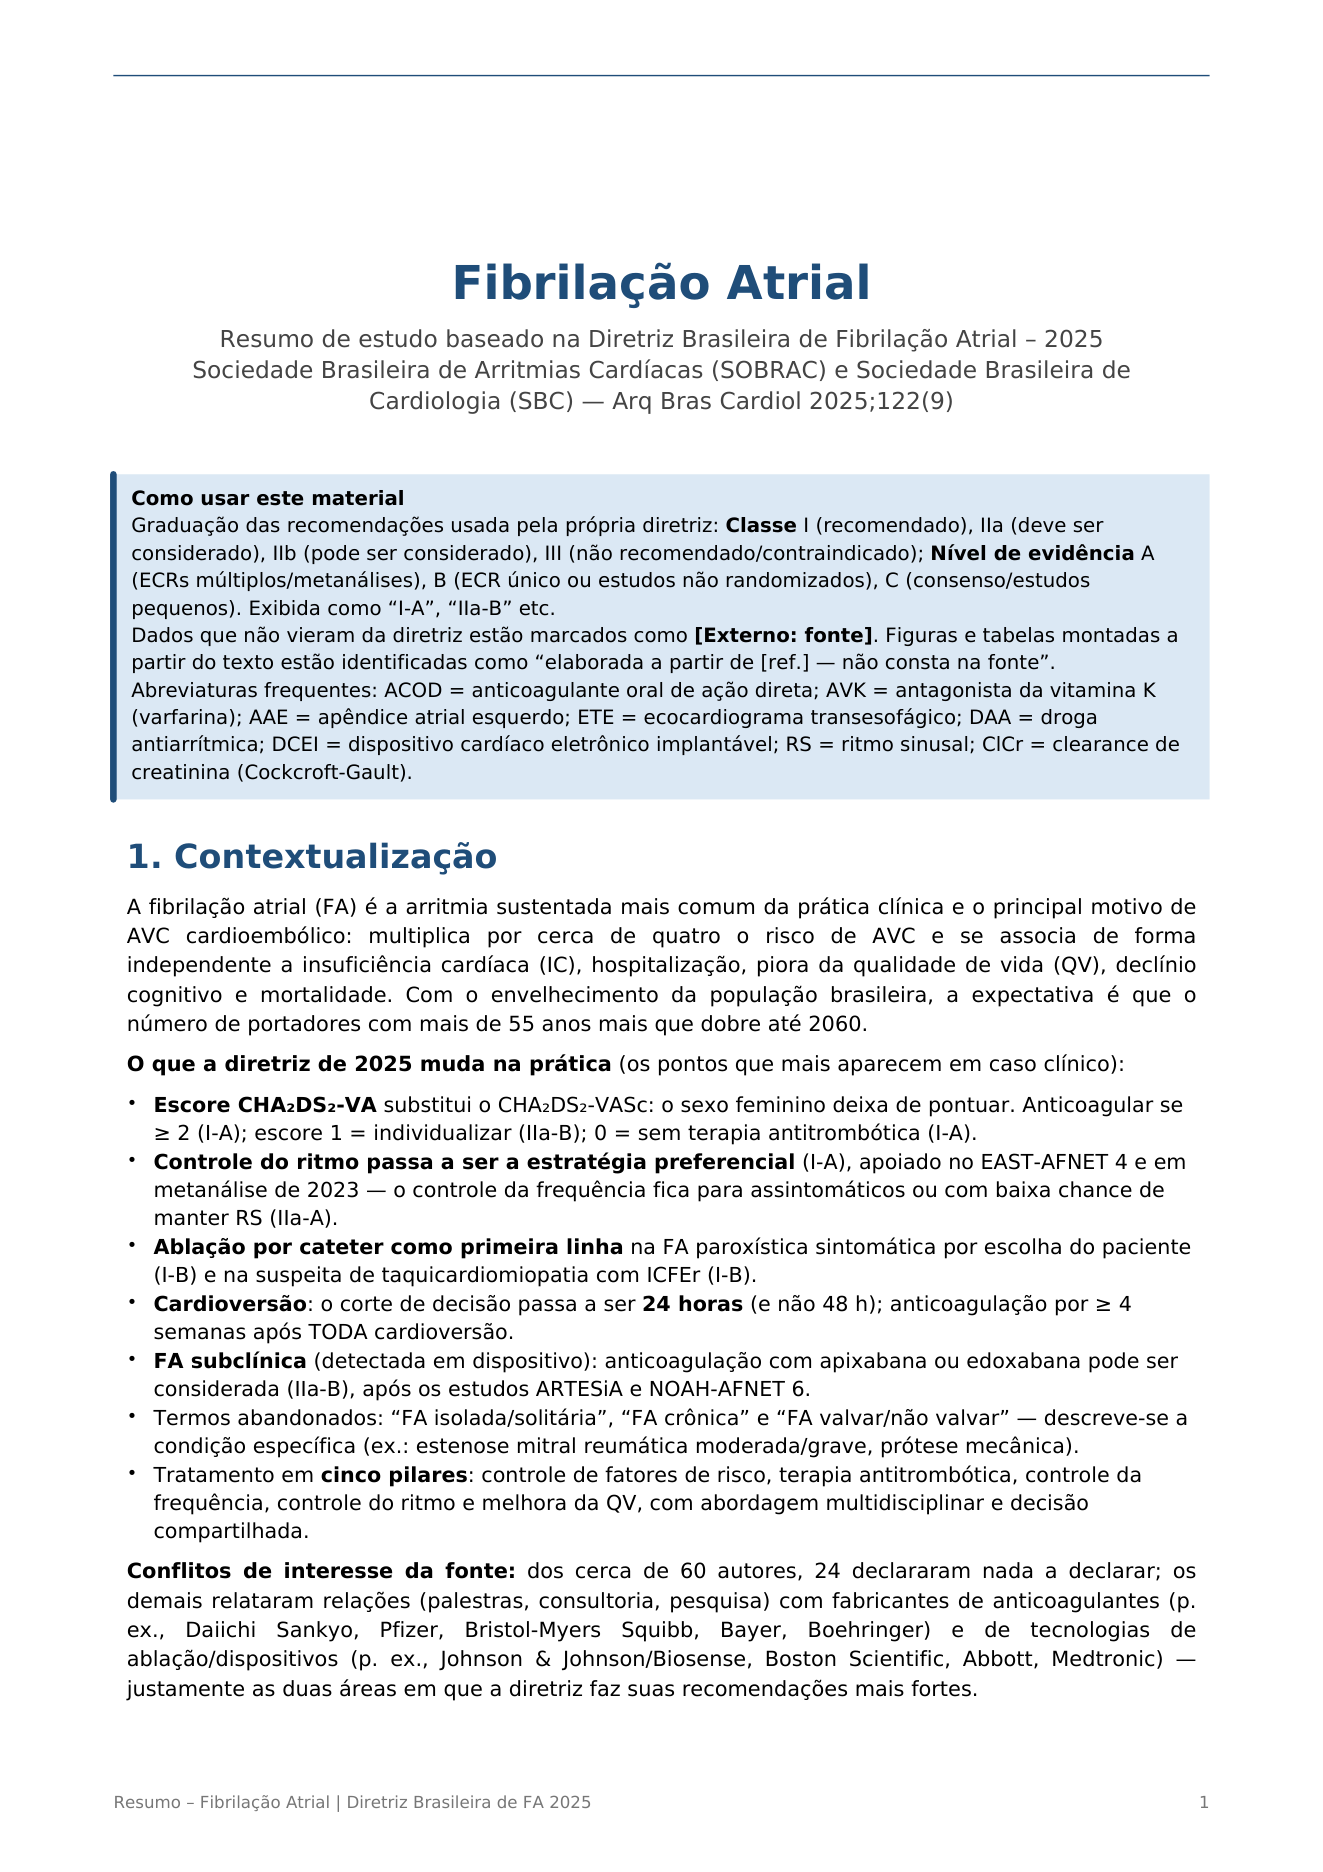 Fibrilação Atrial
Resumo de estudo baseado na Diretriz Brasileira de Fibrilação Atrial – 2025
Sociedade Brasileira de Arritmias Cardíacas (SOBRAC) e Sociedade Brasileira de
Cardiologia (SBC) — Arq Bras Cardiol 2025;122(9)
Como usar este material
Graduação das recomendações usada pela própria diretriz: Classe I (recomendado), IIa (deve ser
considerado), IIb (pode ser considerado), III (não recomendado/contraindicado); Nível de evidência A
(ECRs múltiplos/metanálises), B (ECR único ou estudos não randomizados), C (consenso/estudos
pequenos). Exibida como “I-A”, “IIa-B” etc.
Dados que não vieram da diretriz estão marcados como [Externo: fonte]. Figuras e tabelas montadas a
partir do texto estão identificadas como “elaborada a partir de [ref.] — não consta na fonte”.
Abreviaturas frequentes: ACOD = anticoagulante oral de ação direta; AVK = antagonista da vitamina K
(varfarina); AAE = apêndice atrial esquerdo; ETE = ecocardiograma transesofágico; DAA = droga
antiarrítmica; DCEI = dispositivo cardíaco eletrônico implantável; RS = ritmo sinusal; ClCr = clearance de
creatinina (Cockcroft-Gault).
1. Contextualização
A fibrilação atrial (FA) é a arritmia sustentada mais comum da prática clínica e o principal motivo de
AVC cardioembólico: multiplica por cerca de quatro o risco de AVC e se associa de forma
independente a insuficiência cardíaca (IC), hospitalização, piora da qualidade de vida (QV), declínio
cognitivo e mortalidade. Com o envelhecimento da população brasileira, a expectativa é que o
número de portadores com mais de 55 anos mais que dobre até 2060.
O que a diretriz de 2025 muda na prática (os pontos que mais aparecem em caso clínico):
• Escore CHA₂DS₂-VA substitui o CHA₂DS₂-VASc: o sexo feminino deixa de pontuar. Anticoagular se
≥ 2 (I-A); escore 1 = individualizar (IIa-B); 0 = sem terapia antitrombótica (I-A).
• Controle do ritmo passa a ser a estratégia preferencial (I-A), apoiado no EAST-AFNET 4 e em
metanálise de 2023 — o controle da frequência fica para assintomáticos ou com baixa chance de
manter RS (IIa-A).
• Ablação por cateter como primeira linha na FA paroxística sintomática por escolha do paciente
(I-B) e na suspeita de taquicardiomiopatia com ICFEr (I-B).
• Cardioversão: o corte de decisão passa a ser 24 horas (e não 48 h); anticoagulação por ≥ 4
semanas após TODA cardioversão.
• FA subclínica (detectada em dispositivo): anticoagulação com apixabana ou edoxabana pode ser
considerada (IIa-B), após os estudos ARTESiA e NOAH-AFNET 6.
• Termos abandonados: “FA isolada/solitária”, “FA crônica” e “FA valvar/não valvar” — descreve-se a
condição específica (ex.: estenose mitral reumática moderada/grave, prótese mecânica).
• Tratamento em cinco pilares: controle de fatores de risco, terapia antitrombótica, controle da
frequência, controle do ritmo e melhora da QV, com abordagem multidisciplinar e decisão
compartilhada.
Conflitos de interesse da fonte: dos cerca de 60 autores, 24 declararam nada a declarar; os
demais relataram relações (palestras, consultoria, pesquisa) com fabricantes de anticoagulantes (p.
ex., Daiichi Sankyo, Pfizer, Bristol-Myers Squibb, Bayer, Boehringer) e de tecnologias de
ablação/dispositivos (p. ex., Johnson & Johnson/Biosense, Boston Scientific, Abbott, Medtronic) —
justamente as duas áreas em que a diretriz faz suas recomendações mais fortes.
Resumo – Fibrilação Atrial | Diretriz Brasileira de FA 2025
1